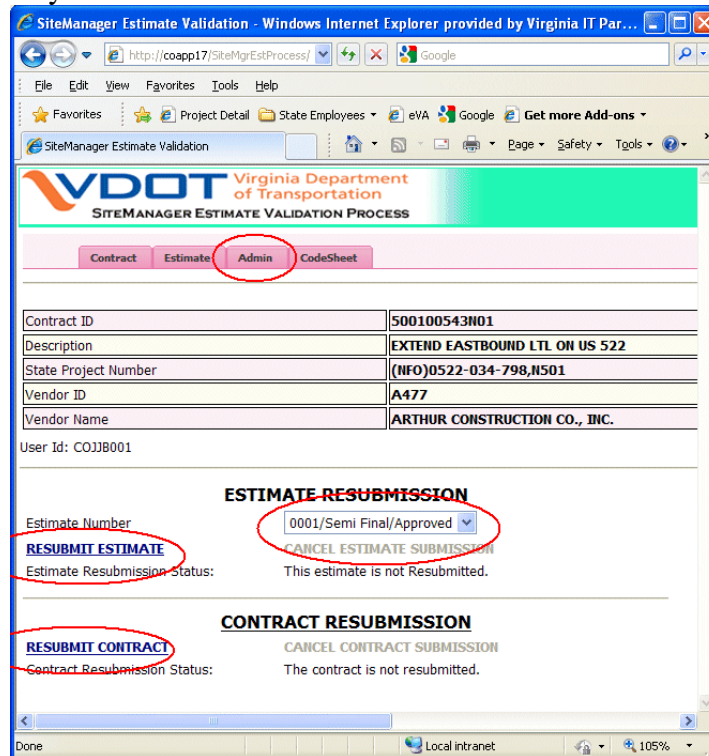 SiteManager Estimate Validation - Windows Internet Explorer provided by Virginia IT Par...
http://coapp17/SiteMgrEstProcess/ Google
File Edit View Favorites Tools Help
Favorites Project Detail State Employees eVA Google Get more Add-ons
SiteManager Estimate Validation Page Safety Tools
VDOT Virginia Department
of Transportation
SITEMANAGER ESTIMATE VALIDATION PROCESS
Contract Estimate Admin CodeSheet
Contract ID 500100543N01
Description EXTEND EASTBOUND LTL ON US 522
State Project Number (NFO)0522-034-798,N501
Vendor ID A477
Vendor Name ARTHUR CONSTRUCTION CO., INC.
User Id: COJJB001
ESTIMATE RESUBMISSION
Estimate Number 0001/Semi Final/Approved
RESUBMIT ESTIMATE CANCEL ESTIMATE SUBMISSION
Estimate Resubmission Status: This estimate is not Resubmitted.
CONTRACT RESUBMISSION
RESUBMIT CONTRACT CANCEL CONTRACT SUBMISSION
Contract Resubmission Status: The contract is not resubmitted.
Done Local intranet 105%